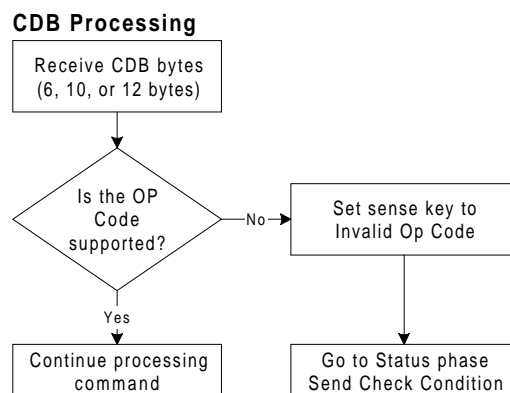 CDB Processing
Receive CDB bytes
(6, 10, or 12 bytes)
Is the OP
Code
supported?
No
Set sense key to
Invalid Op Code
Yes
Continue processing
command
Go to Status phase
Send Check Condition